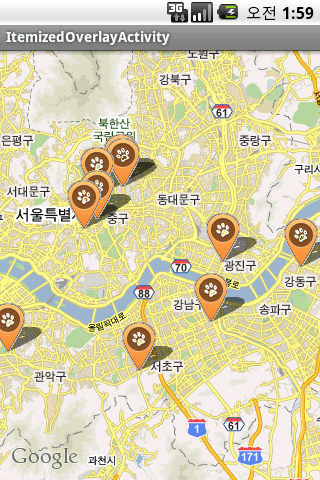 3G 오전 1:59
ItemizedOverlayActivity
노원구
강북구
61
북한산
국립공원
은평구
중랑구
구리시
서대문구
동대문구
서울특별시
중구
광진구
70
강동구
88
강남구
송파구
올림픽대로
서초구
관악구
61
1
171
Google
과천시